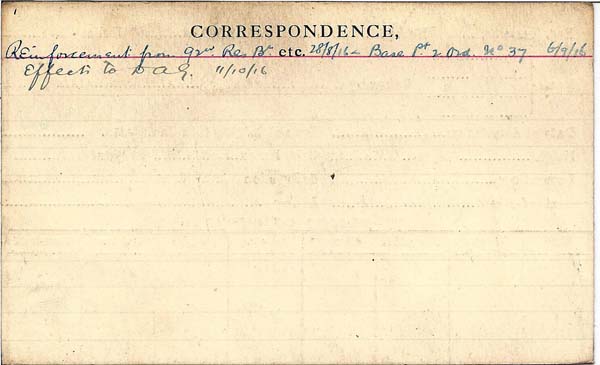 CORRESPONDENCE,
Reinforcement from 92nd Res Bn. etc. 28/8/16 – Base Pt 2 Ord. No 37 6/9/16
Effects to D A G. 11/10/16